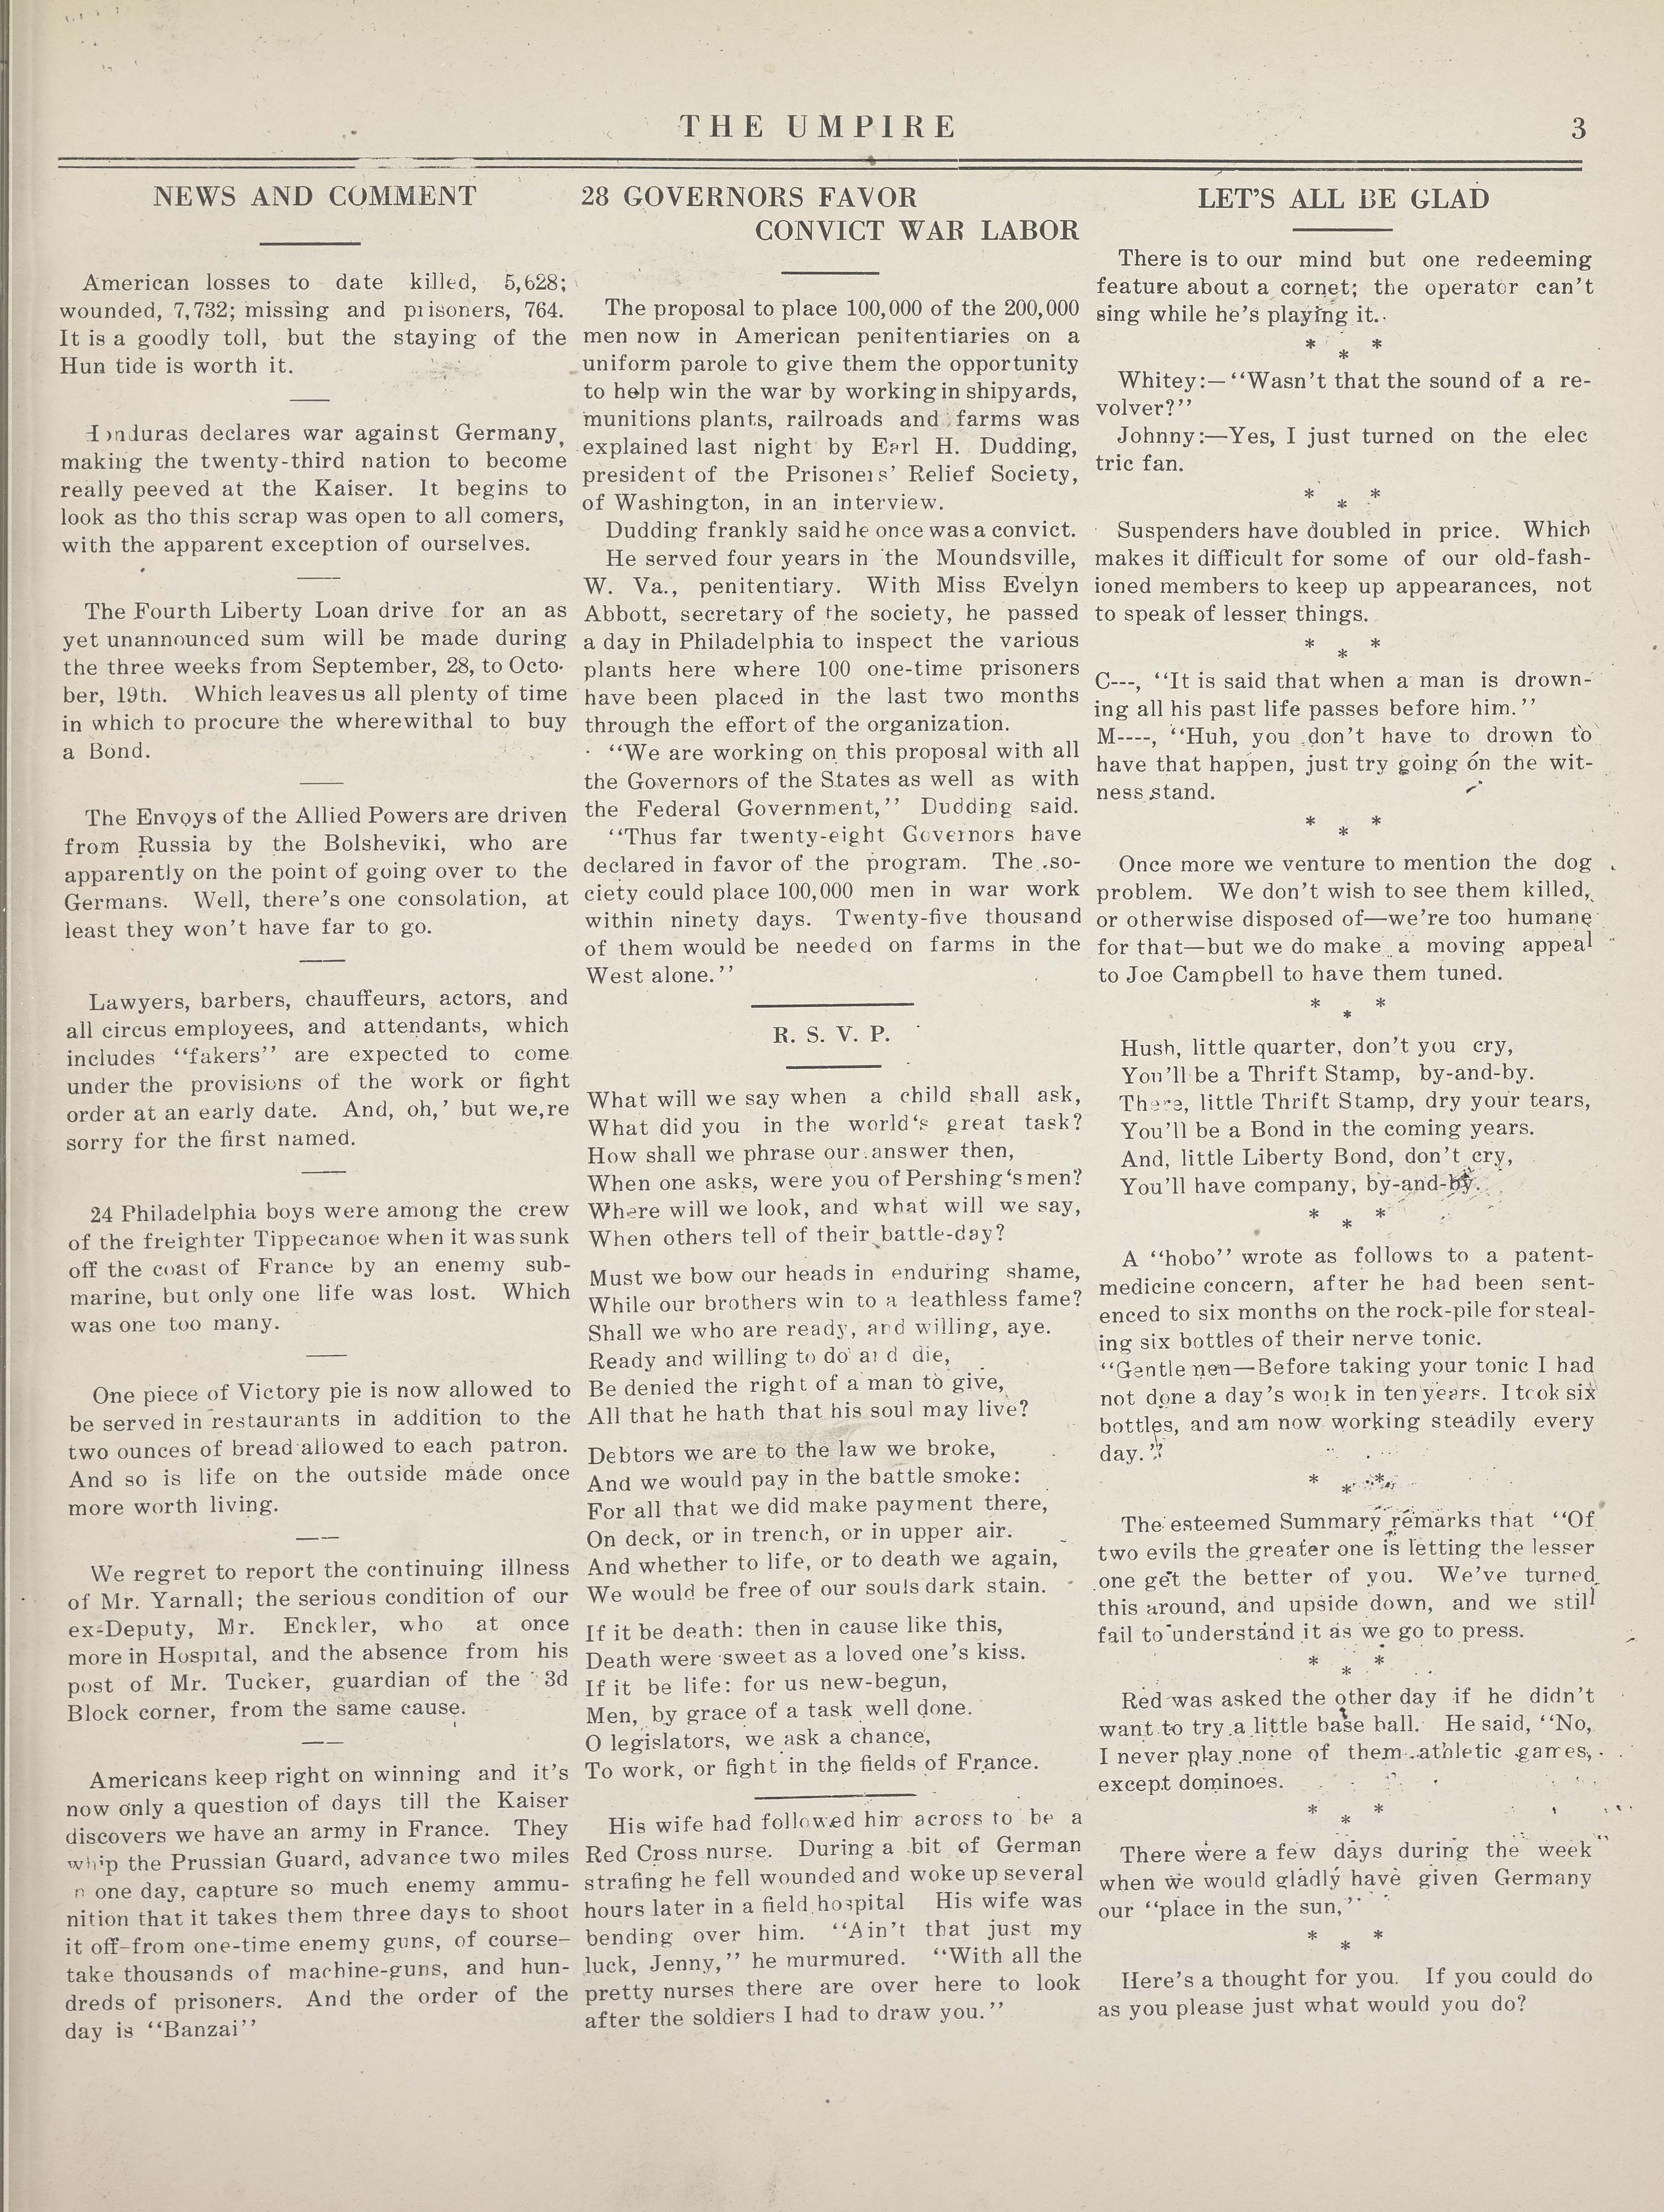 THE UMPIRE
3
NEWS AND COMMENT
American losses to date killed, 5,628;
wounded, 7,732; missing and prisoners, 764.
It is a goodly toll, but the staying of the
Hun tide is worth it.
Honduras declares war against Germany,
making the twenty-third nation to become
really peeved at the Kaiser. It begins to
look as tho this scrap was open to all comers,
with the apparent exception of ourselves.
The Fourth Liberty Loan drive for an as
yet unannounced sum will be made during
the three weeks from September, 28, to Octo-
ber, 19th. Which leaves us all plenty of time
in which to procure the wherewithal to buy
a Bond.
The Envoys of the Allied Powers are driven
from Russia by the Bolsheviki, who are
apparently on the point of going over to the
Germans. Well, there's one consolation, at
least they won't have far to go.
Lawyers, barbers, chauffeurs, actors, and
all circus employees, and attendants, which
includes "fakers" are expected to come
under the provisions of the work or fight
order at an early date. And, oh,' but we,re
sorry for the first named.
24 Philadelphia boys were among the crew
of the freighter Tippecanoe when it was sunk
off the coast of France by an enemy sub-
marine, but only one life was lost. Which
was one too many.
One piece of Victory pie is now allowed to
be served in restaurants in addition to the
two ounces of bread allowed to each patron.
And so is life on the outside made once
more worth living.
We regret to report the continuing illness
of Mr. Yarnall; the serious condition of our
ex-Deputy, Mr. Enckler, who at once
more in Hospital, and the absence from his
post of Mr. Tucker, guardian of the 3d
Block corner, from the same cause.
Americans keep right on winning and it's
now only a question of days till the Kaiser
discovers we have an army in France. They
whip the Prussian Guard, advance two miles
n one day, capture so much enemy ammu-
nition that it takes them three days to shoot
it off—from one-time enemy guns, of course—
take thousands of machine-guns, and hun-
dreds of prisoners. And the order of the
day is "Banzai"
28 GOVERNORS FAVOR
CONVICT WAR LABOR
The proposal to place 100,000 of the 200,000
men now in American penitentiaries on a
uniform parole to give them the opportunity
to help win the war by working in shipyards,
munitions plants, railroads and farms was
explained last night by Earl H. Dudding,
president of the Prisoners' Relief Society,
of Washington, in an interview.
Dudding frankly said he once was a convict.
He served four years in the Moundsville,
W. Va., penitentiary. With Miss Evelyn
Abbott, secretary of the society, he passed
a day in Philadelphia to inspect the various
plants here where 100 one-time prisoners
have been placed in the last two months
through the effort of the organization.
"We are working on this proposal with all
the Governors of the States as well as with
the Federal Government," Dudding said.
"Thus far twenty-eight Governors have
declared in favor of the program. The so-
ciety could place 100,000 men in war work
within ninety days. Twenty-five thousand
of them would be needed on farms in the
West alone."
R. S. V. P.
What will we say when a child shall ask,
What did you in the world's great task?
How shall we phrase our answer then,
When one asks, were you of Pershing's men?
Where will we look, and what will we say,
When others tell of their battle-day?
Must we bow our heads in enduring shame,
While our brothers win to a deathless fame?
Shall we who are ready, and willing, aye.
Ready and willing to do and die,
Be denied the right of a man to give,
All that he hath that his soul may live?
Debtors we are to the law we broke,
And we would pay in the battle smoke:
For all that we did make payment there,
On deck, or in trench, or in upper air.
And whether to life, or to death we again,
We would be free of our souls dark stain.
If it be death: then in cause like this,
Death were sweet as a loved one's kiss.
If it be life: for us new-begun,
Men, by grace of a task well done.
O legislators, we ask a chance,
To work, or fight in the fields of France.
His wife had followed him across to be a
Red Cross nurse. During a bit of German
strafing he fell wounded and woke up several
hours later in a field hospital His wife was
bending over him. "Ain't that just my
luck, Jenny," he murmured. "With all the
pretty nurses there are over here to look
after the soldiers I had to draw you."
LET'S ALL BE GLAD
There is to our mind but one redeeming
feature about a cornet; the operator can't
sing while he's playing it.
* * *
Whitey:—"Wasn't that the sound of a re-
volver?"
Johnny:—Yes, I just turned on the elec
tric fan.
* * *
Suspenders have doubled in price. Which
makes it difficult for some of our old-fash-
ioned members to keep up appearances, not
to speak of lesser things.
* * *
C---, "It is said that when a man is drown-
ing all his past life passes before him."
M----, "Huh, you don't have to drown to
have that happen, just try going on the wit-
ness stand.
* * *
Once more we venture to mention the dog
problem. We don't wish to see them killed,
or otherwise disposed of—we're too humane
for that—but we do make a moving appeal
to Joe Campbell to have them tuned.
* * *
Hush, little quarter, don't you cry,
You'll be a Thrift Stamp, by-and-by.
There, little Thrift Stamp, dry your tears,
You'll be a Bond in the coming years.
And, little Liberty Bond, don't cry,
You'll have company, by-and-by.
* * *
A "hobo" wrote as follows to a patent-
medicine concern, after he had been sent-
enced to six months on the rock-pile for steal-
ing six bottles of their nerve tonic.
"Gentlemen—Before taking your tonic I had
not done a day's work in ten years. I took six
bottles, and am now working steadily every
day."
* * *
The esteemed Summary remarks that "Of
two evils the greater one is letting the lesser
one get the better of you. We've turned
this around, and upside down, and we still
fail to understand it as we go to press.
* * *
Red was asked the other day if he didn't
want to try a little base ball. He said, "No,
I never play none of them athletic games,
except dominoes.
* * *
There were a few days during the week
when we would gladly have given Germany
our "place in the sun,"
* * *
Here's a thought for you. If you could do
as you please just what would you do?